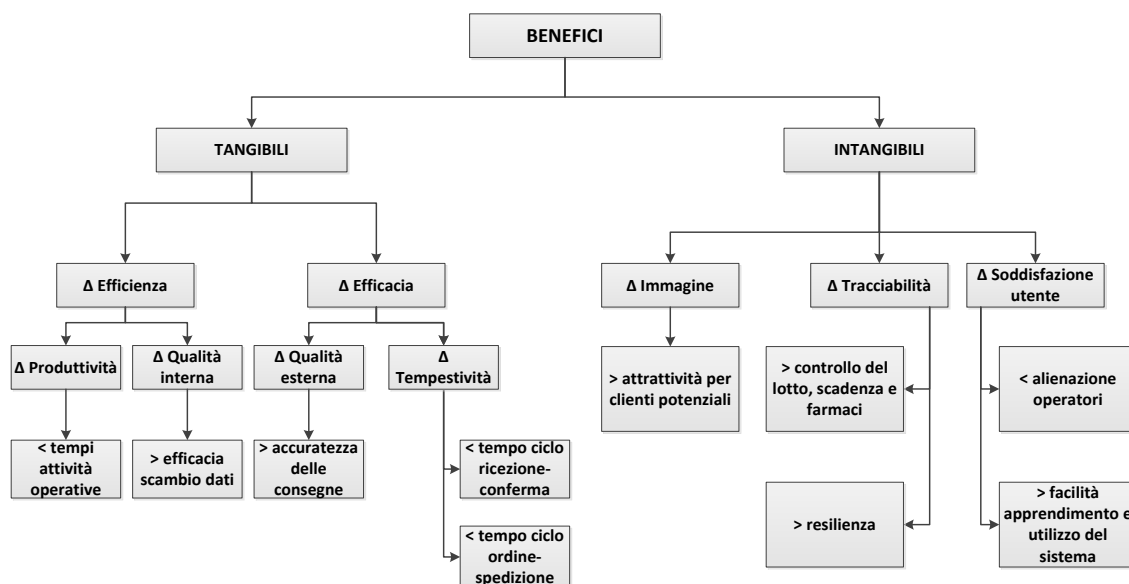 BENEFICI
TANGIBILI
INTANGIBILI
Δ Efficienza
Δ Efficacia
Δ Immagine
Δ Tracciabilità
Δ Soddisfazione
utente
Δ Produttività
Δ Qualità
interna
Δ Qualità
esterna
Δ
Tempestività
> attrattività per
clienti potenziali
> controllo del
lotto, scadenza e
farmaci
< alienazione
operatori
< tempi
attività
operative
> efficacia
scambio dati
> accuratezza
delle
consegne
< tempo ciclo
ricezione-
conferma
> resilienza
> facilità
apprendimento e
utilizzo del
sistema
< tempo ciclo
ordine-
spedizione